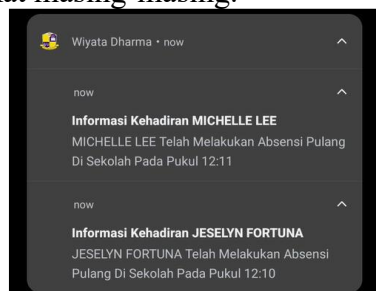 Wiyata Dharma • now
now
Informasi Kehadiran MICHELLE LEE
MICHELLE LEE Telah Melakukan Absensi Pulang
Di Sekolah Pada Pukul 12:11
now
Informasi Kehadiran JESELYN FORTUNA
JESELYN FORTUNA Telah Melakukan Absensi
Pulang Di Sekolah Pada Pukul 12:10